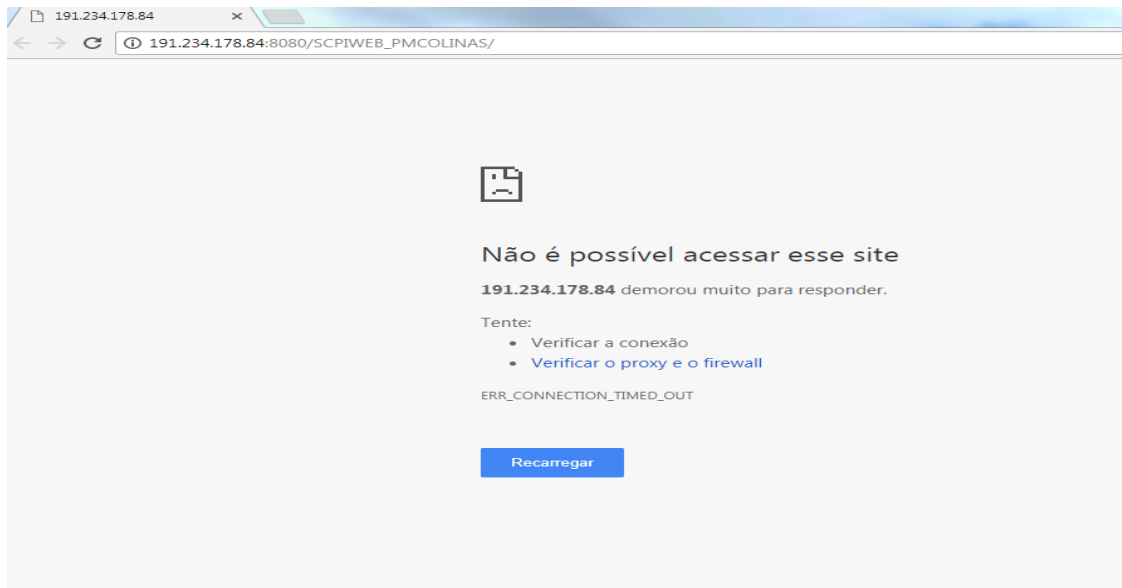 191.234.178.84
191.234.178.84:8080/SCPIWEB_PMCOLINAS/
Não é possível acessar esse site
191.234.178.84 demorou muito para responder.
Tente:
• Verificar a conexão
• Verificar o proxy e o firewall
ERR_CONNECTION_TIMED_OUT
Recarregar